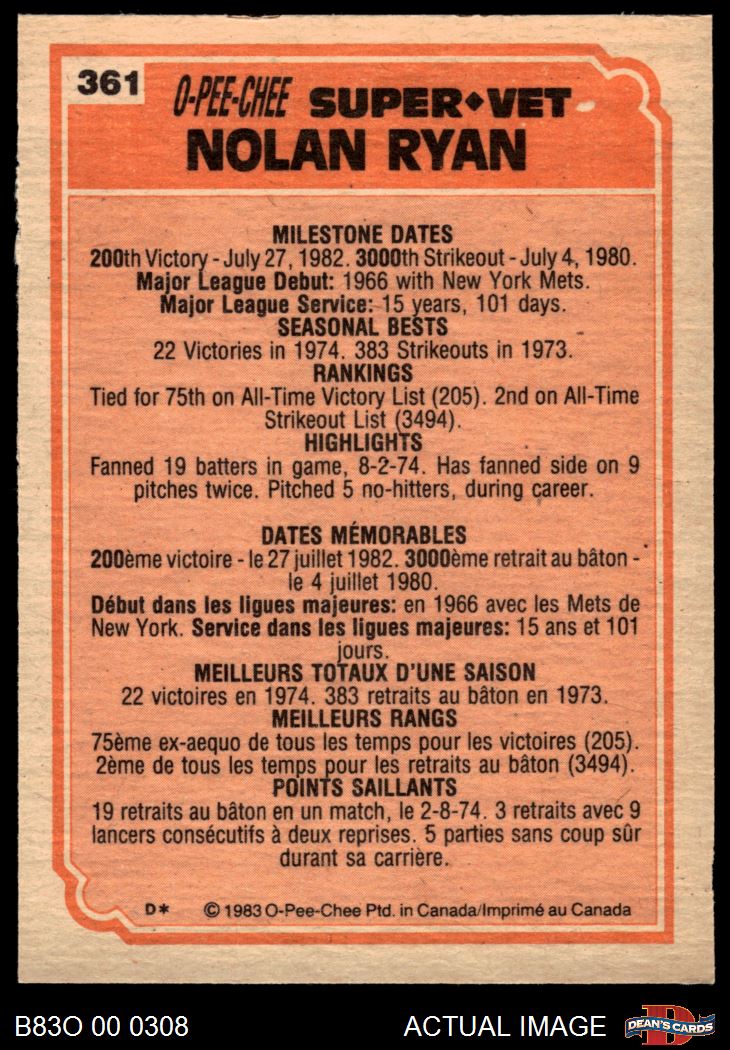 361
O-PEE-CHEE SUPER◆VET
NOLAN RYAN
MILESTONE DATES
200th Victory - July 27, 1982. 3000th Strikeout - July 4, 1980.
Major League Debut: 1966 with New York Mets.
Major League Service: 15 years, 101 days.
SEASONAL BESTS
22 Victories in 1974. 383 Strikeouts in 1973.
RANKINGS
Tied for 75th on All-Time Victory List (205). 2nd on All-Time
Strikeout List (3494).
HIGHLIGHTS
Fanned 19 batters in game, 8-2-74. Has fanned side on 9
pitches twice. Pitched 5 no-hitters, during career.
DATES MÉMORABLES
200ème victoire - le 27 juillet 1982. 3000ème retrait au bâton -
le 4 juillet 1980.
Début dans les ligues majeures: en 1966 avec les Mets de
New York. Service dans les ligues majeures: 15 ans et 101
jours.
MEILLEURS TOTAUX D'UNE SAISON
22 victoires en 1974. 383 retraits au bâton en 1973.
MEILLEURS RANGS
75ème ex-aequo de tous les temps pour les victoires (205).
2ème de tous les temps pour les retraits au bâton (3494).
POINTS SAILLANTS
19 retraits au bâton en un match, le 2-8-74. 3 retraits avec 9
lancers consécutifs à deux reprises. 5 parties sans coup sûr
durant sa carrière.
D* © 1983 O-Pee-Chee Ptd. in Canada/Imprimé au Canada
B83O 00 0308 ACTUAL IMAGE D DEAN'S CARDS